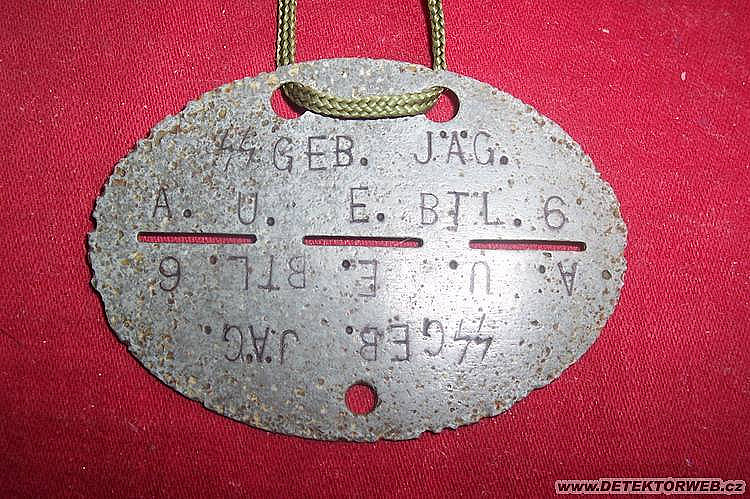 ᛋᛋ GEB. JÄG.
A. U. E. BTL. 6
A. U. E. BTL. 6
ᛋᛋ GEB. JÄG.
www.DETEKTORWEB.cz